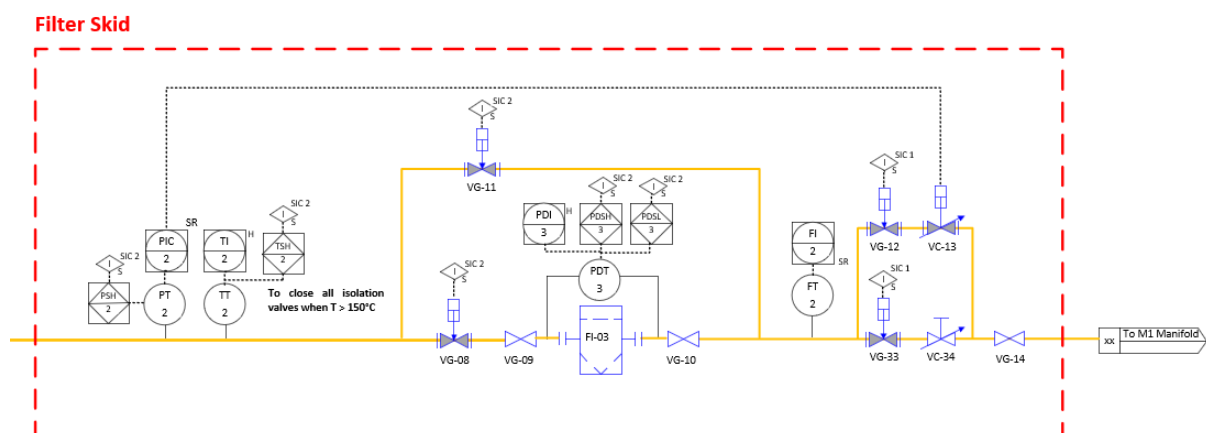 Filter Skid
I
S
SIC 2
VG-11
I
S
SIC 2
PSH
2
PIC
2
SR
PT
2
TI
2
H
TT
2
I
S
SIC 2
TSH
2
To close all isolation
valves when T > 150°C
I
S
SIC 2
VG-08
VG-09
PDI
3
H
I
S
SIC 2
PDSH
3
I
S
SIC 2
PDSL
3
PDT
3
FI-03
VG-10
FI
2
SR
FT
2
I
S
SIC 1
VG-12
VC-13
I
S
SIC 1
VG-33
VC-34
VG-14
xx
To M1 Manifold